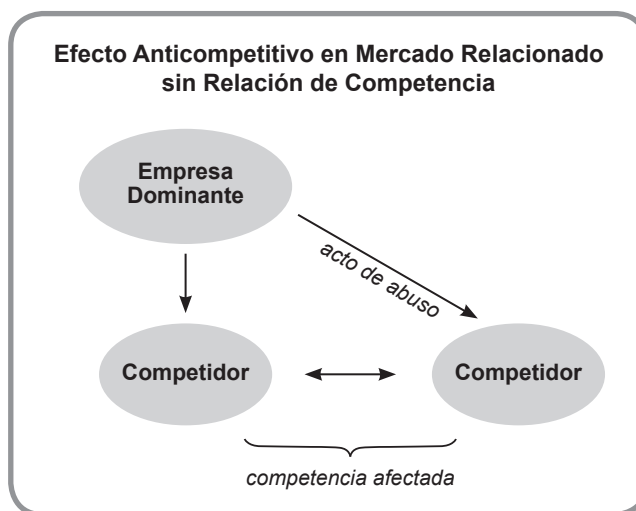 Efecto Anticompetitivo en Mercado Relacionado
sin Relación de Competencia
Empresa
Dominante
acto de abuso
Competidor
Competidor
competencia afectada